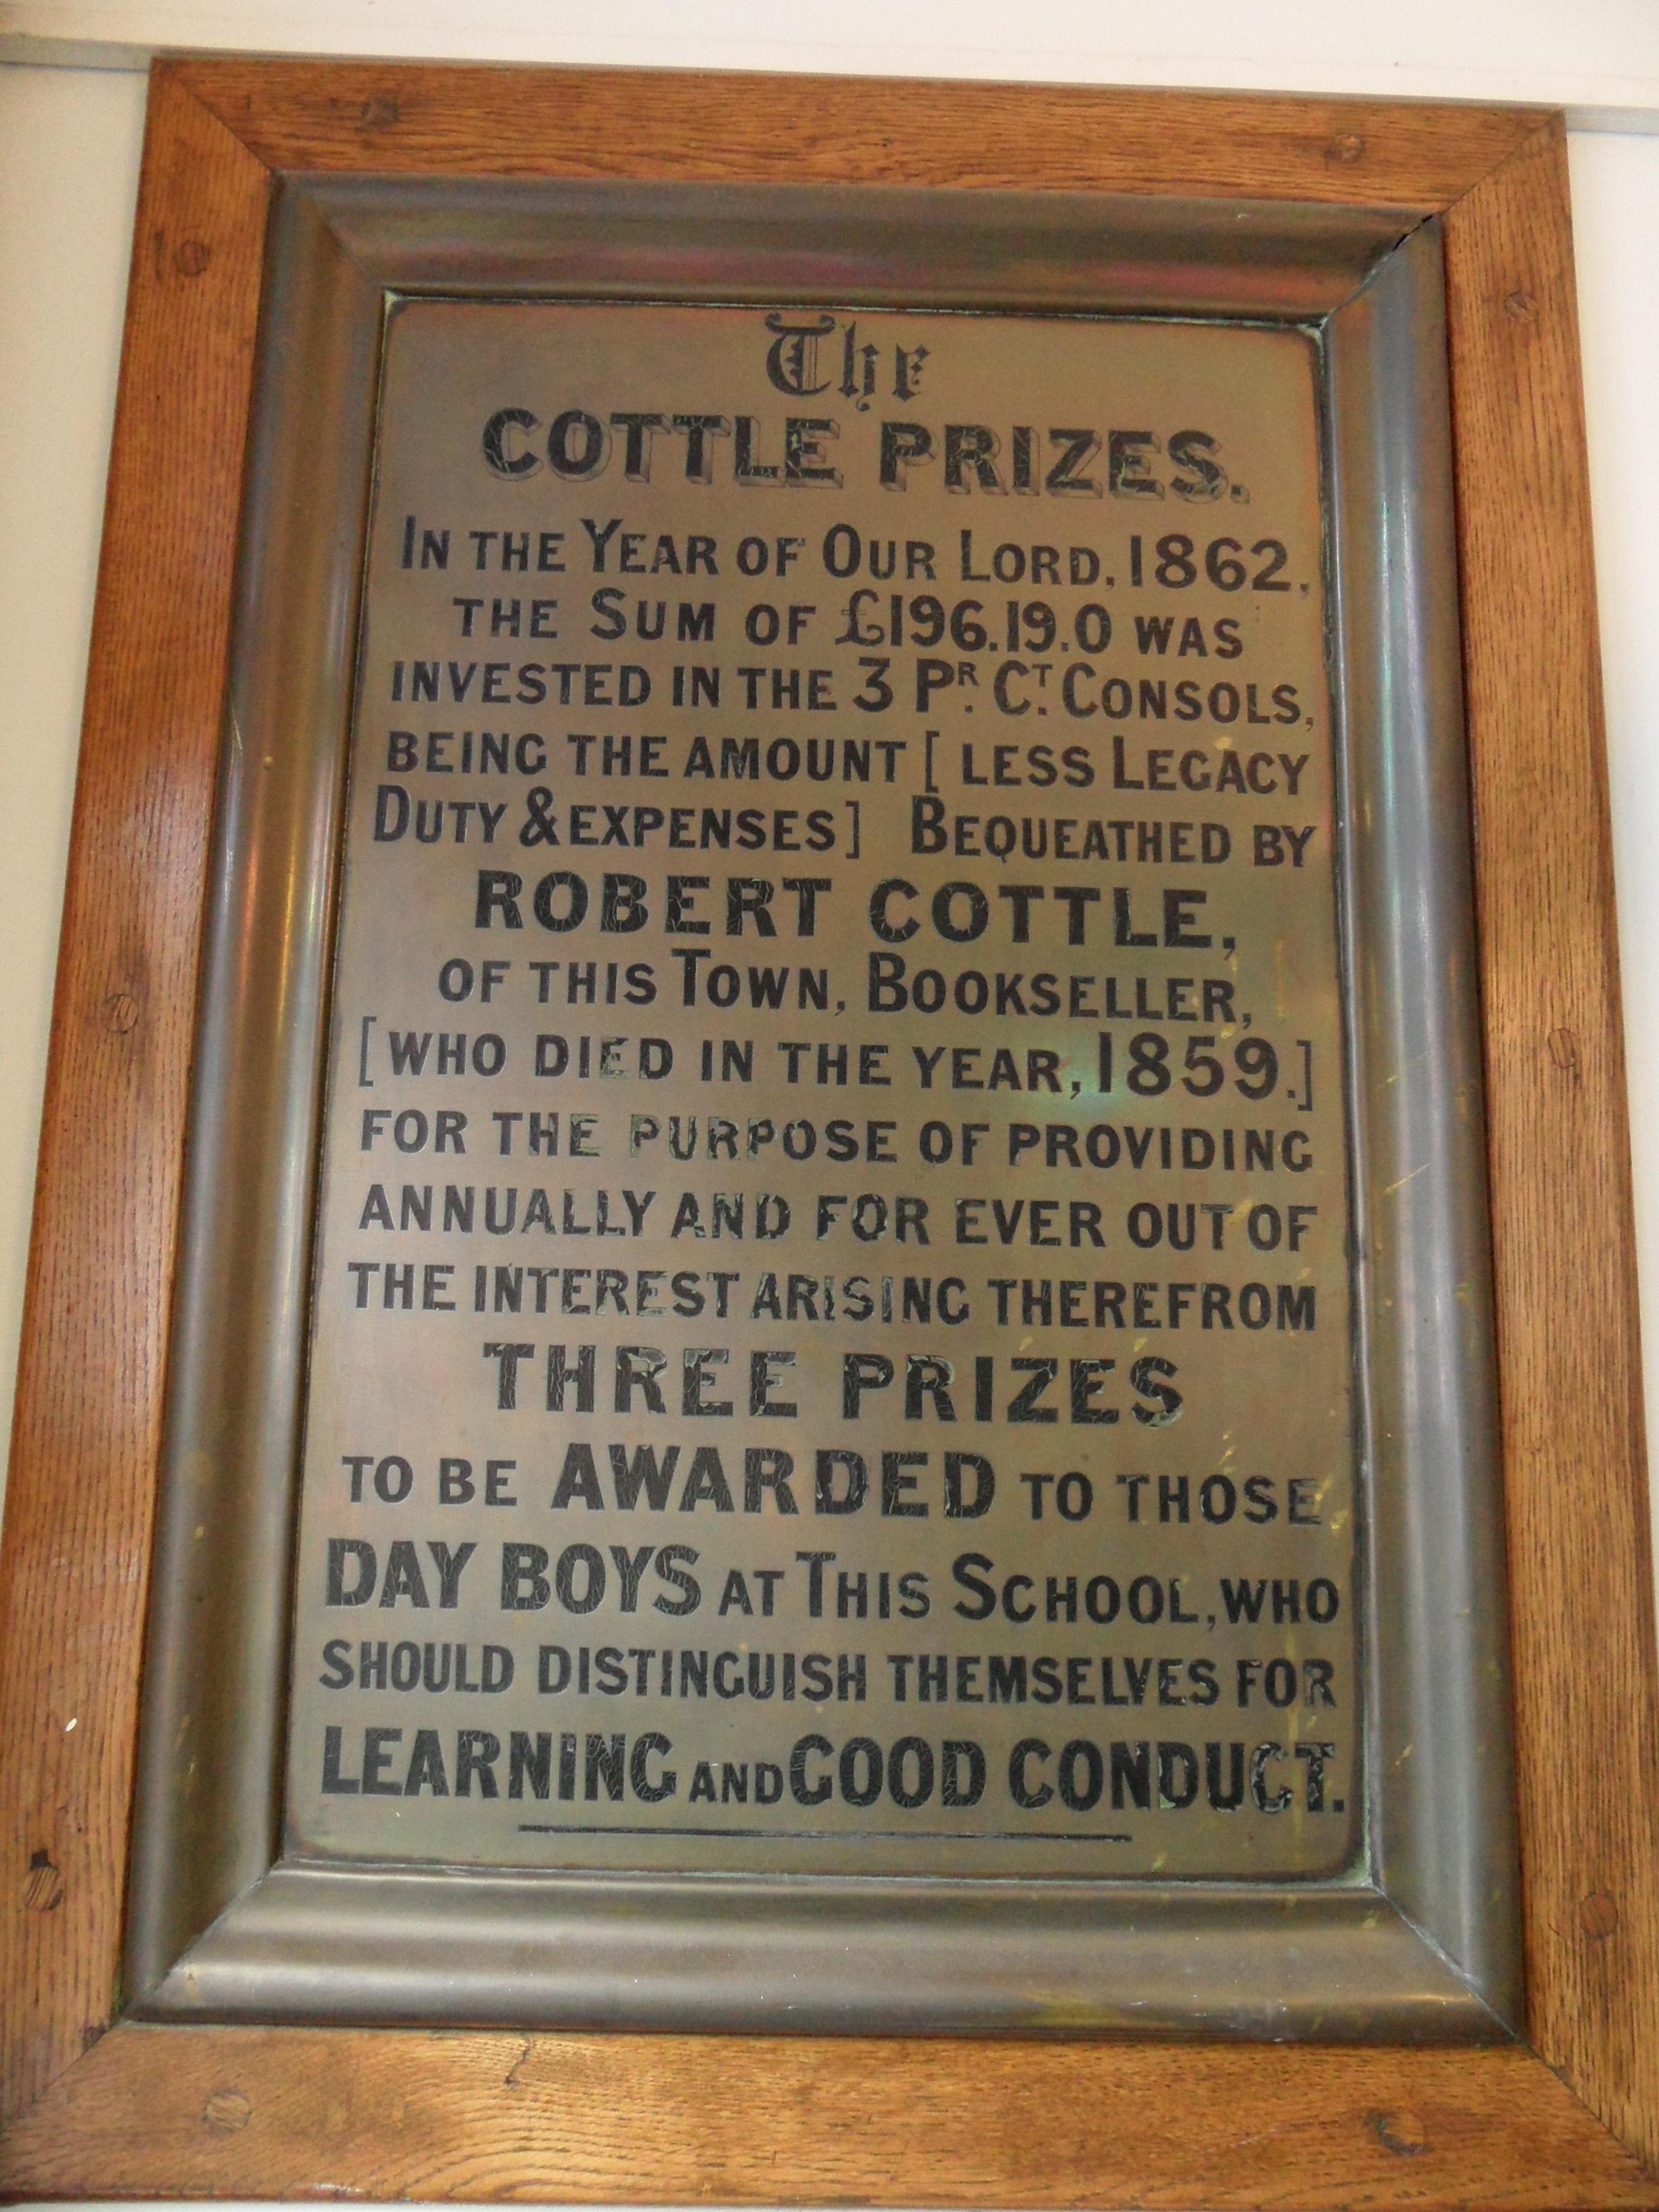 The
COTTLE PRIZES.
IN THE YEAR OF OUR LORD, 1862,
THE SUM OF £196.19.0 WAS
INVESTED IN THE 3 PR. CT. CONSOLS,
BEING THE AMOUNT [ LESS LEGACY
DUTY & EXPENSES ] BEQUEATHED BY
ROBERT COTTLE,
OF THIS TOWN, BOOKSELLER,
[ WHO DIED IN THE YEAR, 1859.]
FOR THE PURPOSE OF PROVIDING
ANNUALLY AND FOR EVER OUT OF
THE INTEREST ARISING THEREFROM
THREE PRIZES
TO BE AWARDED TO THOSE
DAY BOYS AT THIS SCHOOL, WHO
SHOULD DISTINGUISH THEMSELVES FOR
LEARNING AND GOOD CONDUCT.